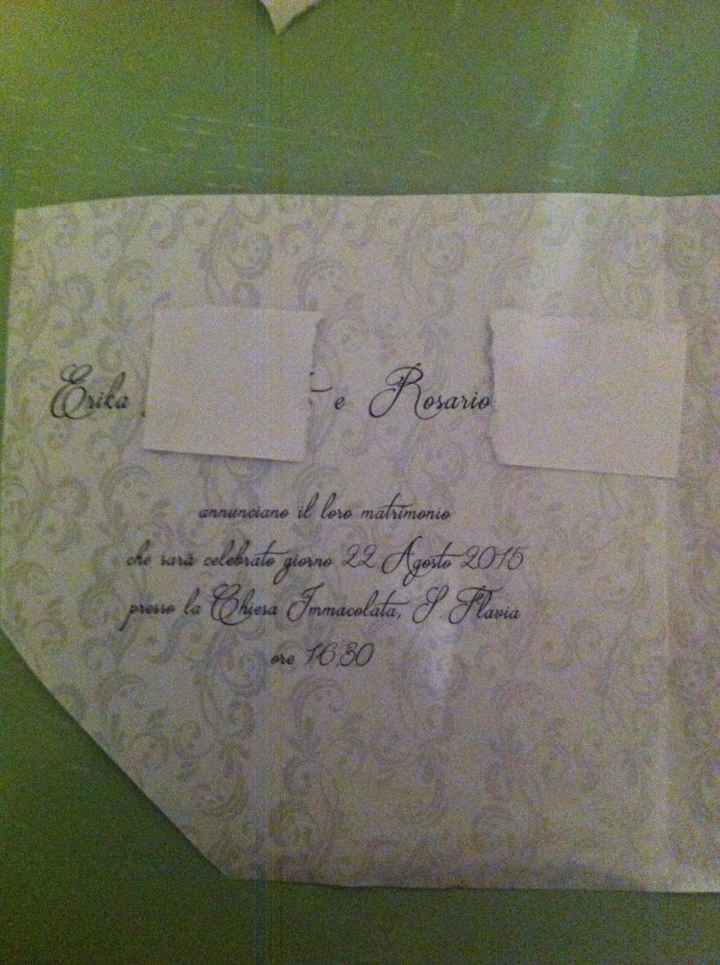 Erika e Rosario
annunciano il loro matrimonio
che sarà celebrato giorno 22 Agosto 2015
presso la Chiesa Immacolata, S. Flavia
ore 16,30